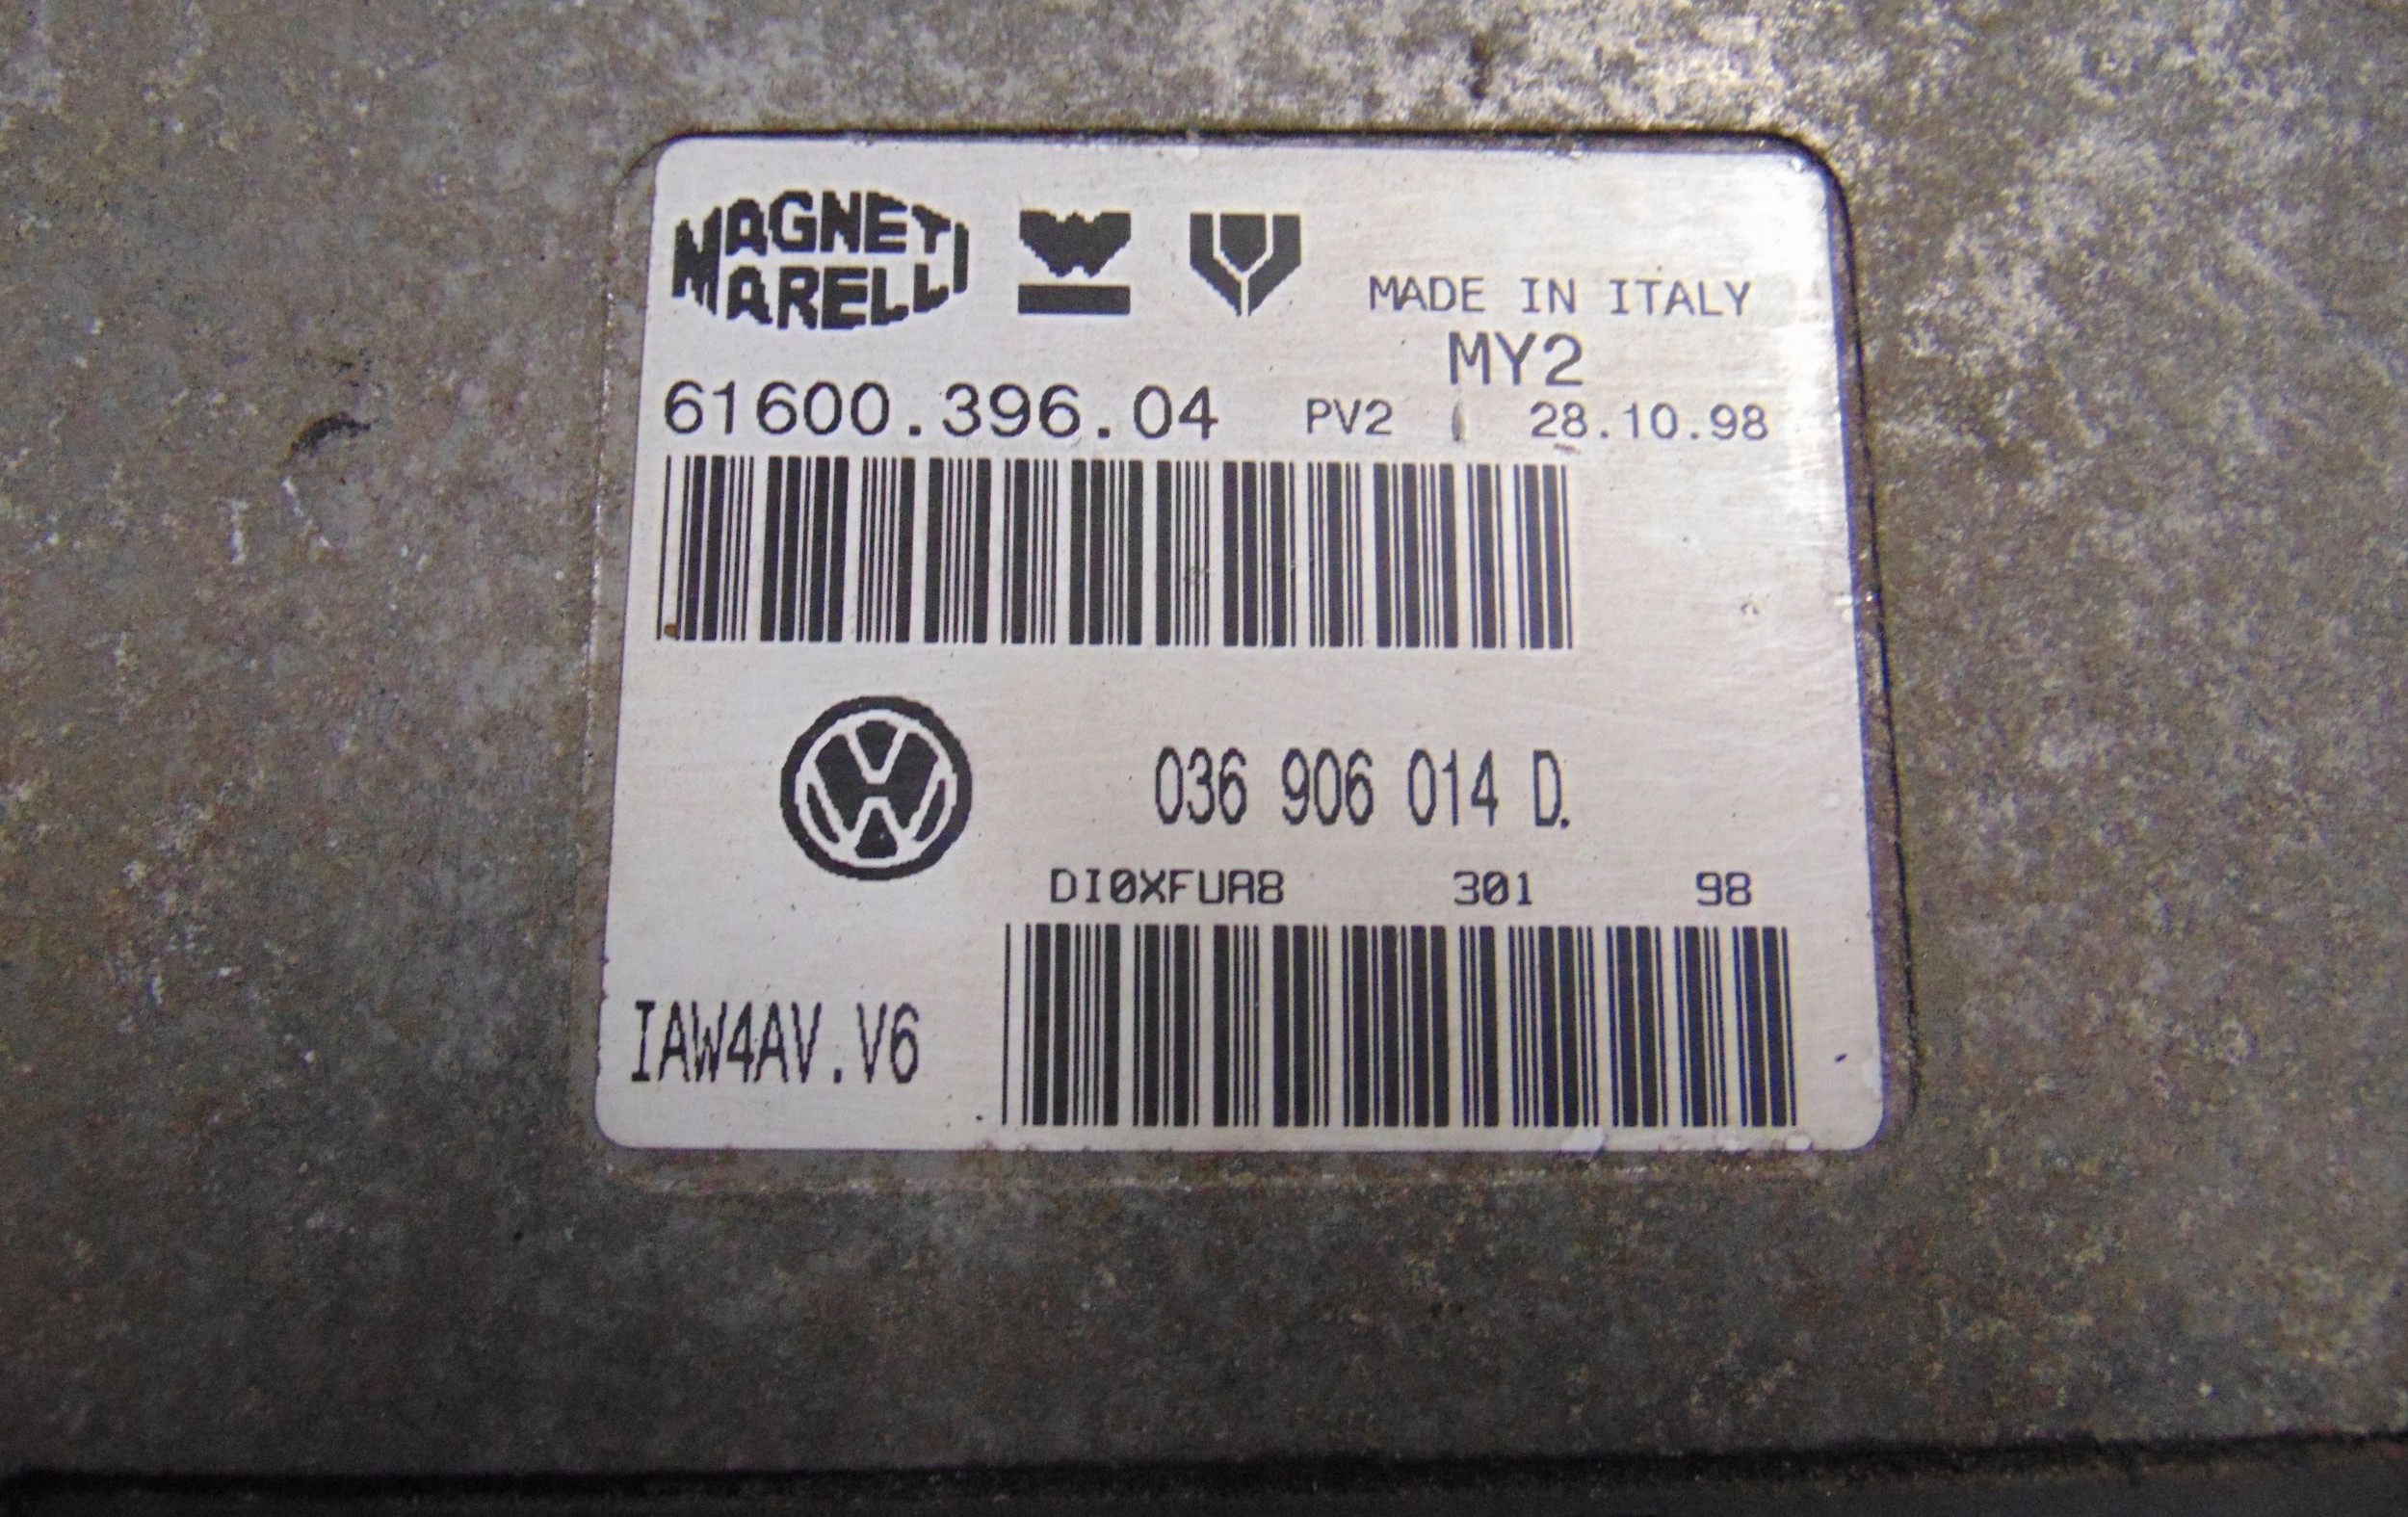 MAGNETI
MARELLI
MADE IN ITALY
MY2
61600.396.04 PV2 28.10.98
036 906 014 D.
DI0XFUA8 301 98
IAW4AV.V6